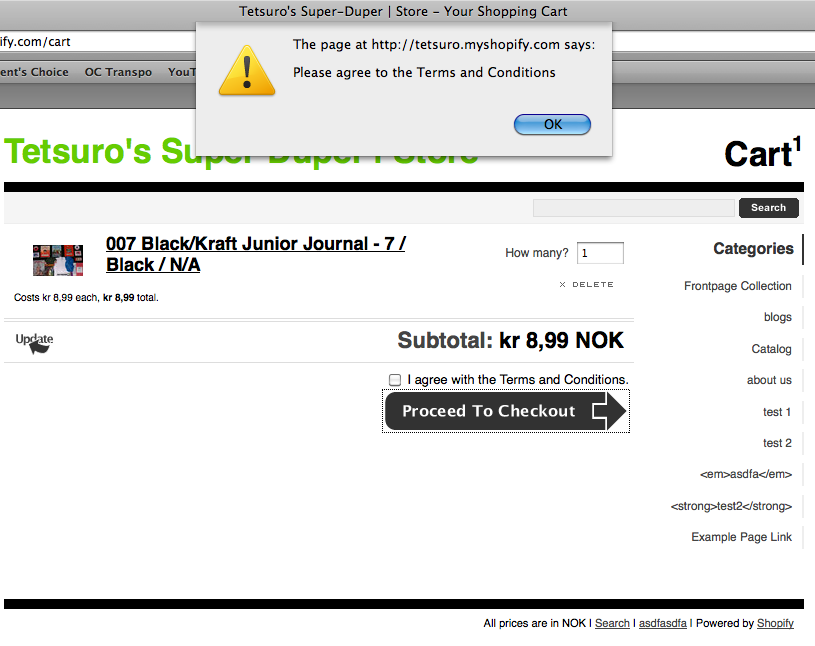 Tetsuro's Super-Duper | Store – Your Shopping Cart
ify.com/cart
The page at http://tetsuro.myshopify.com says:
Please agree to the Terms and Conditions
OK
ent's Choice OC Transpo YouT
Tetsuro's Super-Duper | Store
Cart1
Search
007 Black/Kraft Junior Journal - 7 /
Black / N/A
How many? 1
X DELETE
Costs kr 8,99 each, kr 8,99 total.
Update
Subtotal: kr 8,99 NOK
I agree with the Terms and Conditions.
Proceed To Checkout
Categories
Frontpage Collection
blogs
Catalog
about us
test 1
test 2
<em>asdfa</em>
<strong>test2</strong>
Example Page Link
All prices are in NOK | Search | asdfasdfa | Powered by Shopify